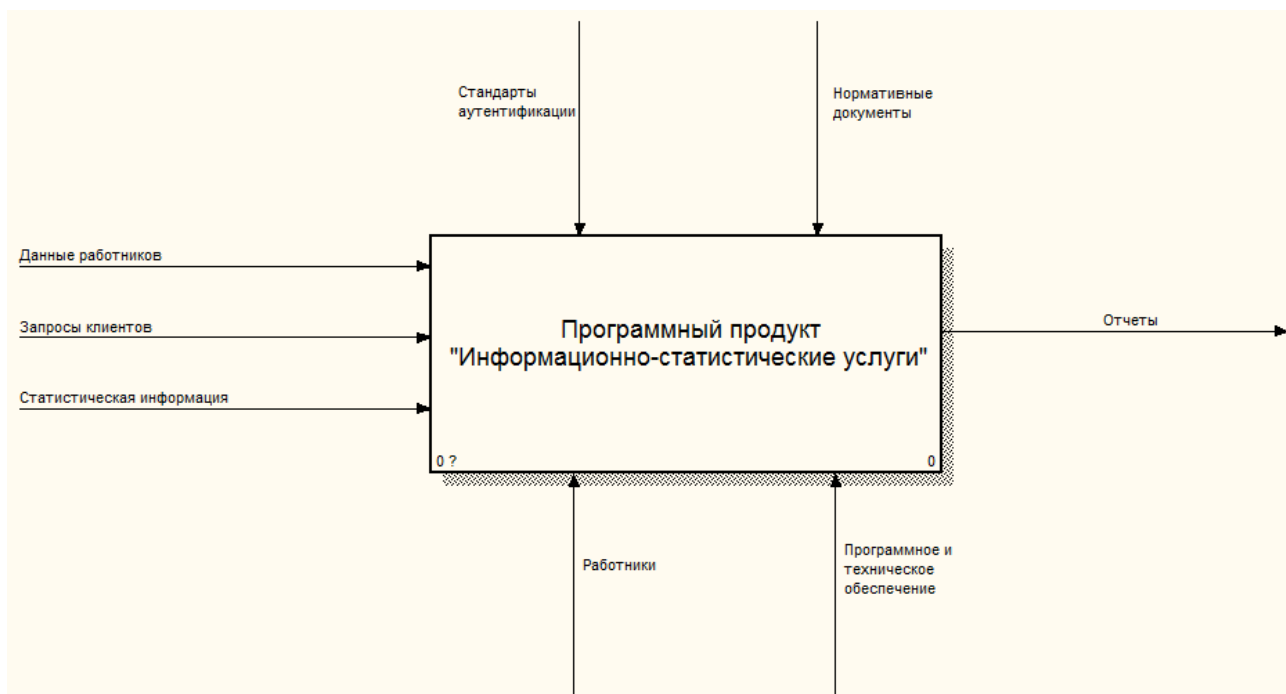 Стандарты
аутентификации
Нормативные
документы
Данные работников
Запросы клиентов
Статистическая информация
Программный продукт
"Информационно-статистические услуги"
0 ?
0
Отчеты
Работники
Программное и
техническое
обеспечение